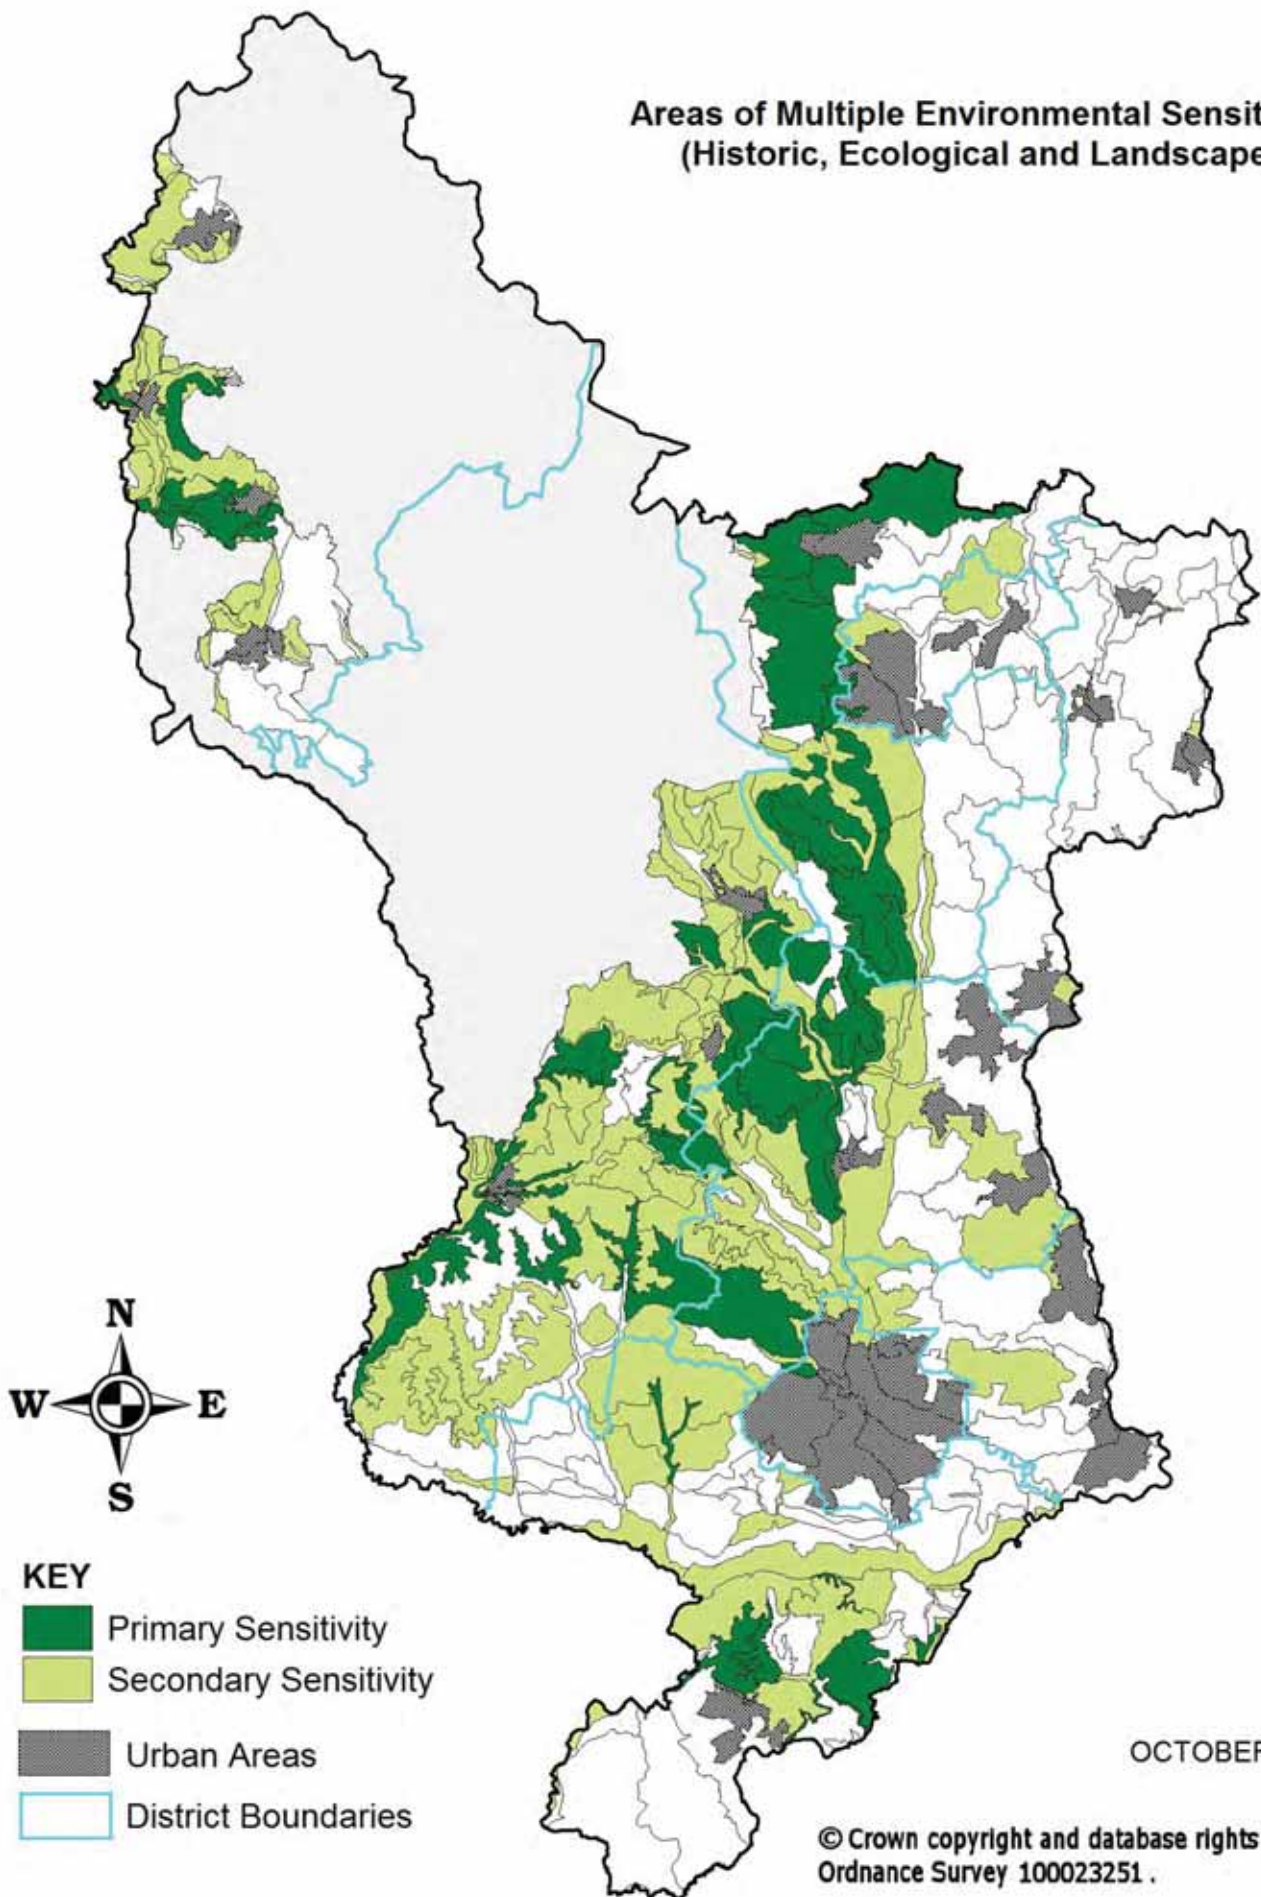 Areas of Multiple Environmental Sensit
(Historic, Ecological and Landscape
N
W E
S
KEY
Primary Sensitivity
Secondary Sensitivity
Urban Areas
District Boundaries
OCTOBER
© Crown copyright and database rights
Ordnance Survey 100023251 .